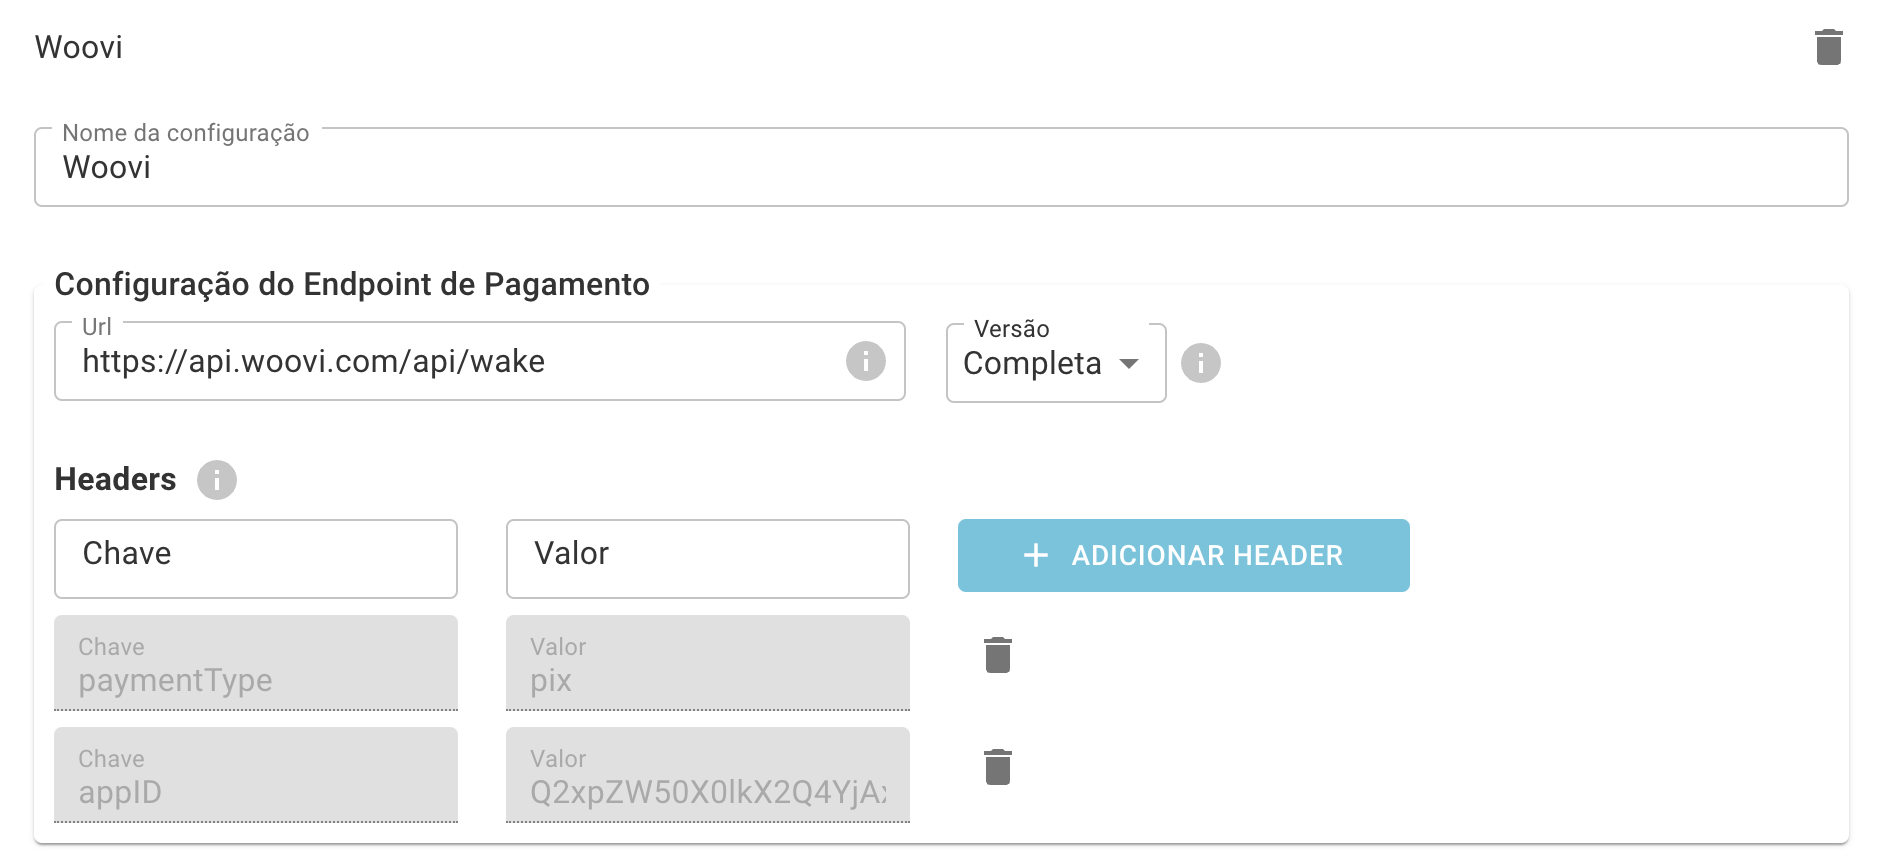 Woovi
Nome da configuração
Woovi
Configuração do Endpoint de Pagamento
Url
https://api.woovi.com/api/wake
Versão
Completa
Headers
Chave
Valor
ADICIONAR HEADER
Chave
paymentType
Valor
pix
Chave
appID
Valor
Q2xpZW50X0lkX2Q4YjA